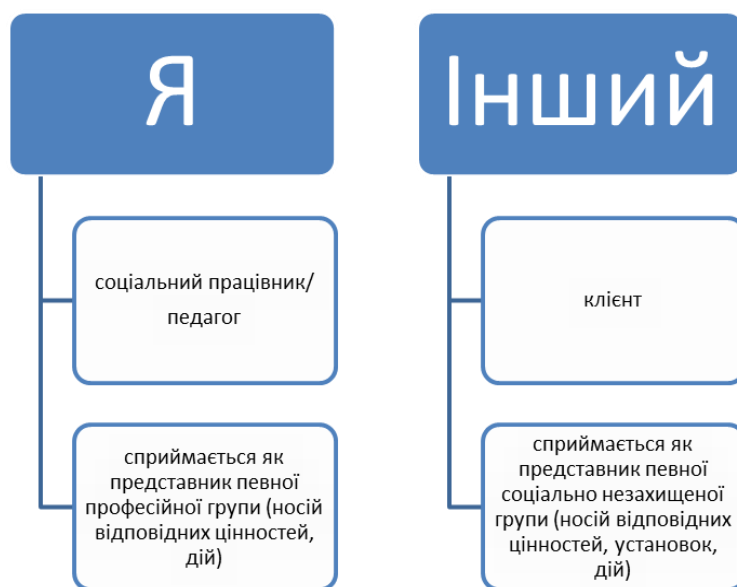 Я
соціальний працівник/
педагог
сприймається як
представник певної
професійної групи (носій
відповідних цінностей,
дій)
Інший
клієнт
сприймається як
представник певної
соціально незахищеної
групи (носій відповідних
цінностей, установок,
дій)